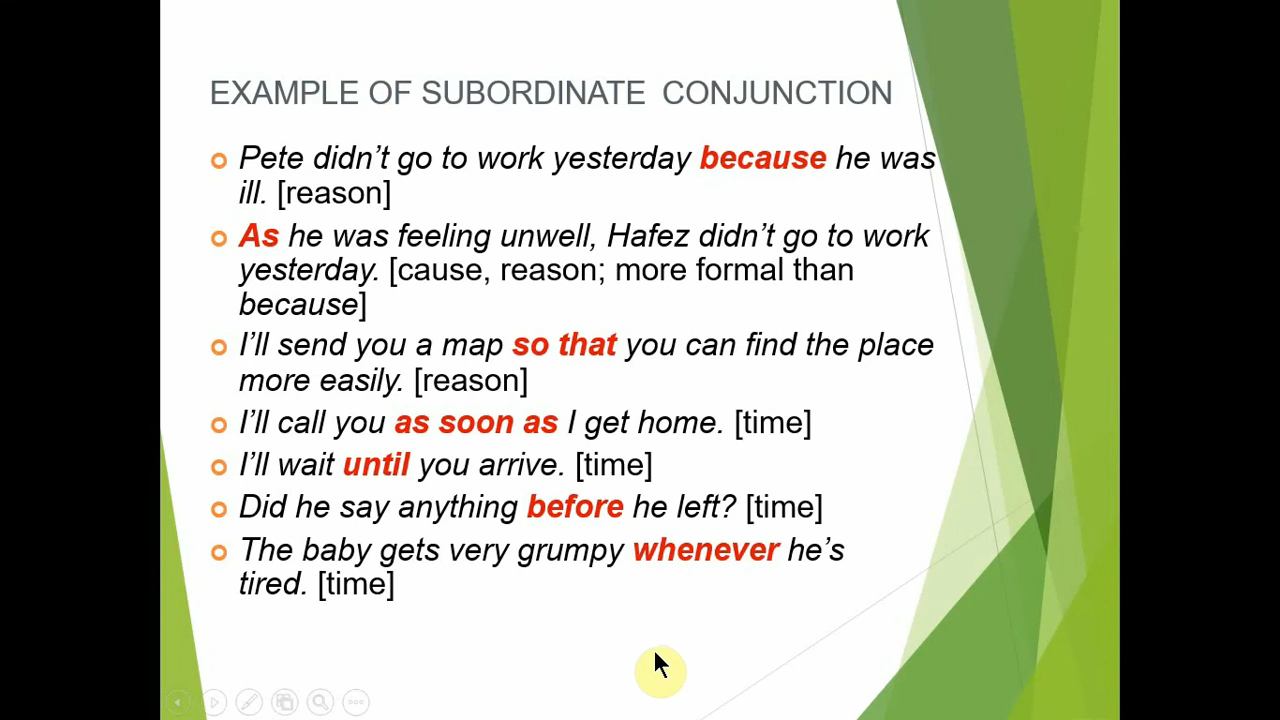 EXAMPLE OF SUBORDINATE CONJUNCTION
Pete didn’t go to work yesterday because he was
ill. [reason]
As he was feeling unwell, Hafez didn’t go to work
yesterday. [cause, reason; more formal than
because]
I’ll send you a map so that you can find the place
more easily. [reason]
I’ll call you as soon as I get home. [time]
I’ll wait until you arrive. [time]
Did he say anything before he left? [time]
The baby gets very grumpy whenever he’s
tired. [time]